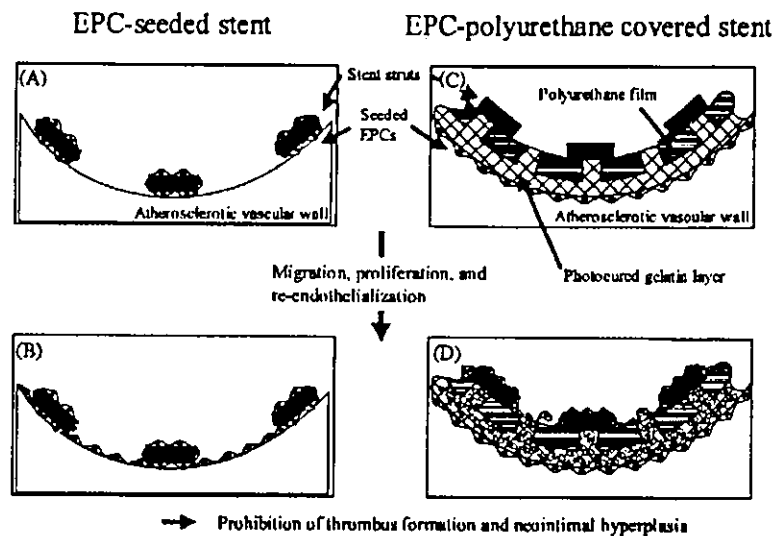 EPC-seeded stent
EPC-polyurethane covered stent
(A)
Stent struts
Seeded
EPCs
Atherosclerotic vascular wall
(C)
Polyurethane film
Atherosclerotic vascular wall
Migration, proliferation, and
re-endothelialization
Photocured gelatin layer
(B)
(D)
Prohibition of thrombus formation and neointimal hyperplasia